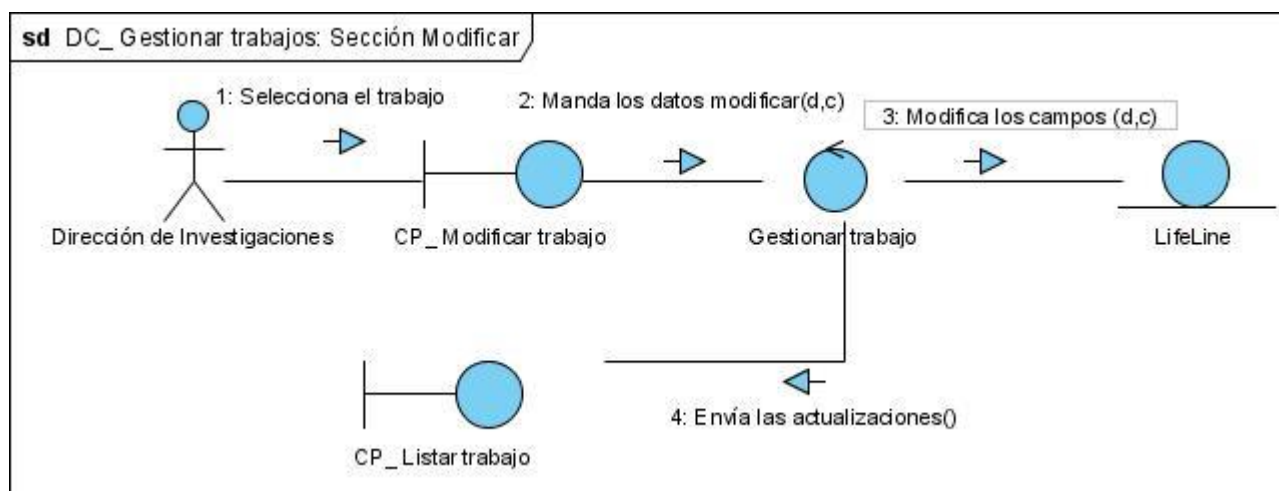 sd DC_ Gestionar trabajos: Sección Modificar
1: Selecciona el trabajo
2: Manda los datos modificar(d,c)
3: Modifica los campos (d,c)
Dirección de Investigaciones
CP_ Modificar trabajo
Gestionar trabajo
LifeLine
4: Envía las actualizaciones()
CP_ Listar trabajo